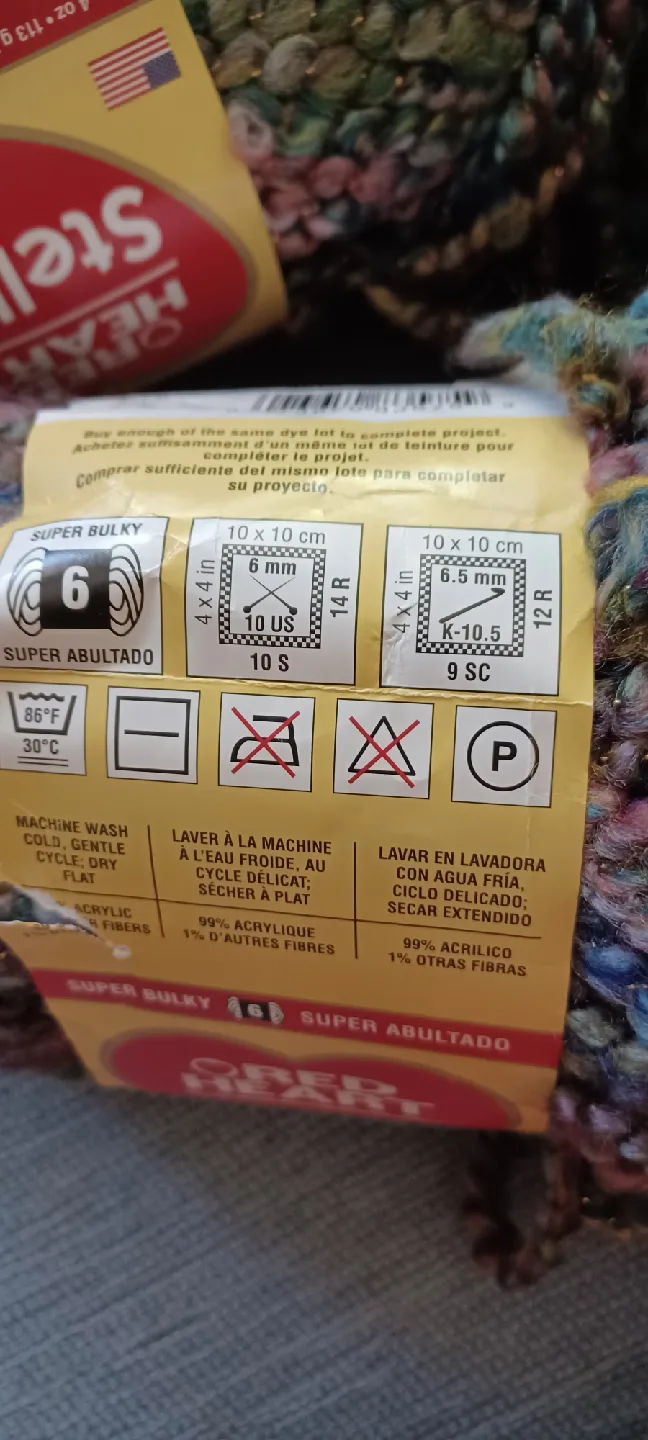 4 oz • 113 g
RED
HEART
Stell
Buy enough of the same dye lot to complete project.
Achetez suffisamment d'un même lot de teinture pour
compléter le projet.
Comprar sufficiente del mismo lote para completar
su proyecto.
SUPER BULKY
6
SUPER ABULTADO
10 x 10 cm
4 x 4 in
6 mm
10 US
14 R
10 S
10 x 10 cm
4 x 4 in
6.5 mm
K-10.5
12 R
9 SC
86°F
30°C
P
MACHINE WASH
COLD, GENTLE
CYCLE; DRY
FLAT
LAVER À LA MACHINE
À L'EAU FROIDE, AU
CYCLE DÉLICAT;
SÉCHER À PLAT
LAVAR EN LAVADORA
CON AGUA FRÍA,
CICLO DELICADO;
SECAR EXTENDIDO
ACRYLIC
R FIBERS
99% ACRYLIQUE
1% D'AUTRES FIBRES
99% ACRILICO
1% OTRAS FIBRAS
SUPER BULKY 6 SUPER ABULTADO
RED
HEART